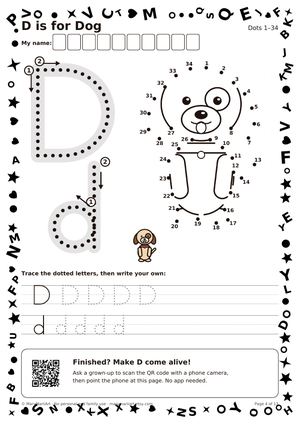 D is for Dog
Dots 1–34
My name:
Trace the dotted letters, then write your own:
D D D D D
d d d d d
Finished? Make D come alive!
Ask a grown-up to scan the QR code with a phone camera,
then point the phone at this page. No app needed.